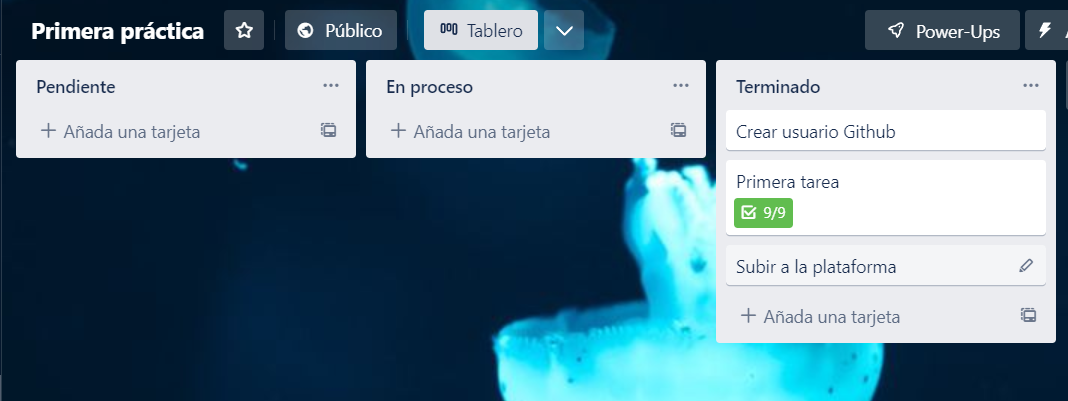 Primera práctica
Público
Tablero
Power-Ups
Pendiente
Añada una tarjeta
En proceso
Añada una tarjeta
Terminado
Crear usuario Github
Primera tarea
9/9
Subir a la plataforma
Añada una tarjeta